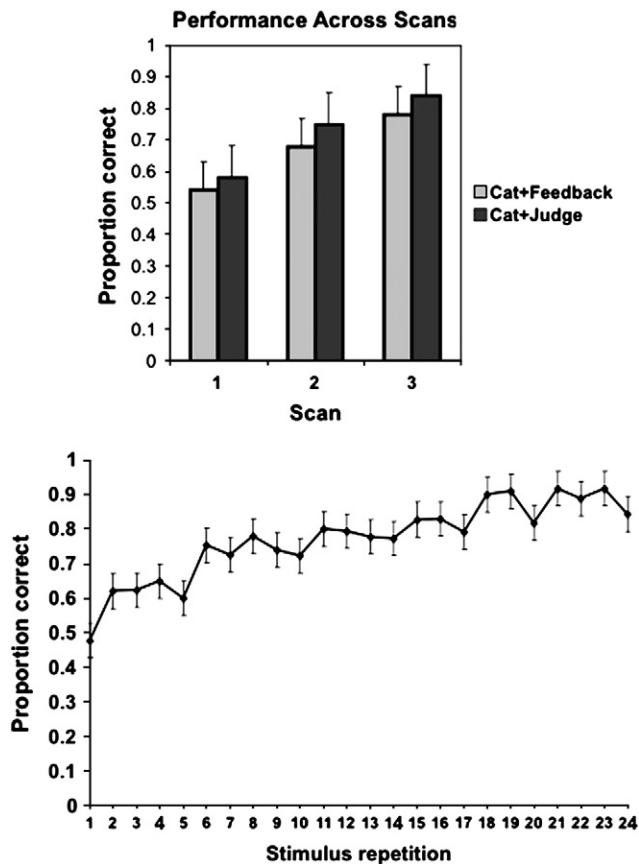 Performance Across Scans
Proportion correct
1
0.9
0.8
0.7
0.6
0.5
0.4
0.3
0.2
0.1
0
1 2 3
Scan
Cat+Feedback
Cat+Judge
Proportion correct
1
0.9
0.8
0.7
0.6
0.5
0.4
0.3
0.2
0.1
0
1 2 3 4 5 6 7 8 9 10 11 12 13 14 15 16 17 18 19 20 21 22 23 24
Stimulus repetition